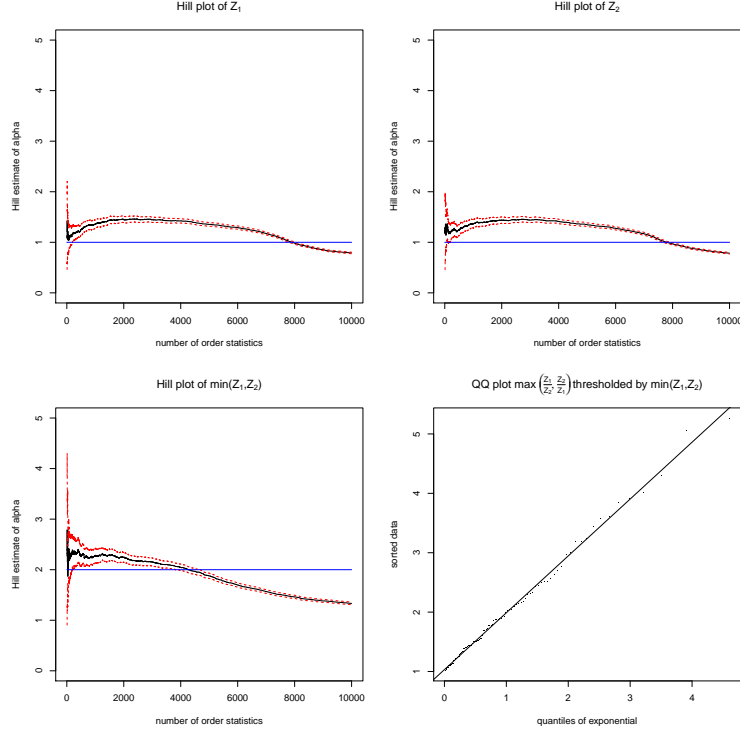 Hill plot of Z₁
Hill estimate of alpha
5
4
3
2
1
0
0 2000 4000 6000 8000 10000
number of order statistics
Hill plot of Z₂
Hill estimate of alpha
5
4
3
2
1
0
0 2000 4000 6000 8000 10000
number of order statistics
Hill plot of min(Z₁,Z₂)
Hill estimate of alpha
5
4
3
2
1
0
0 2000 4000 6000 8000 10000
number of order statistics
QQ plot max (Z₁/Z₂, Z₂/Z₁) thresholded by min(Z₁,Z₂)
sorted data
5
4
3
2
1
0 1 2 3 4
quantiles of exponential